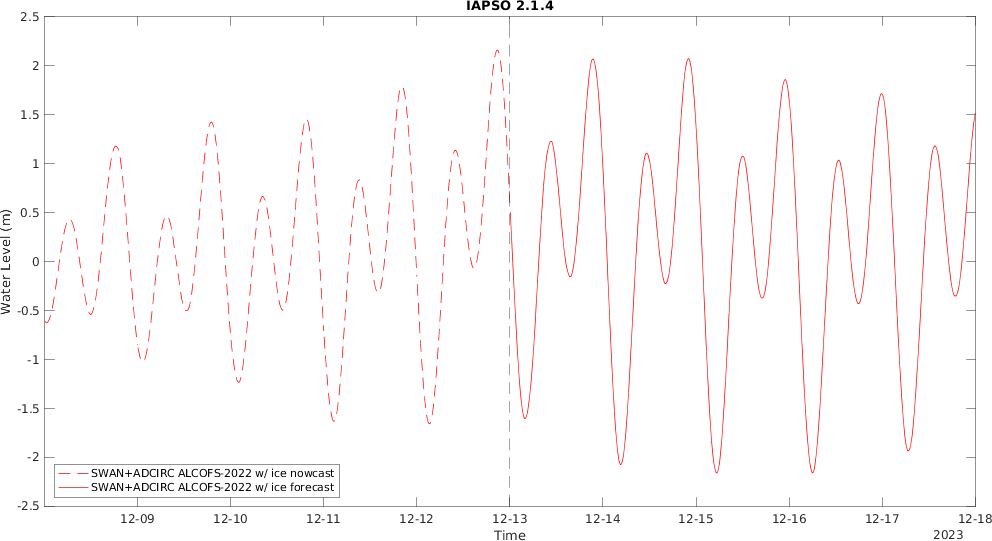 IAPSO 2.1.4
2.5
2
1.5
1
0.5
0
-0.5
-1
-1.5
-2
-2.5
Water Level (m)
SWAN+ADCIRC ALCOFS-2022 w/ ice nowcast
SWAN+ADCIRC ALCOFS-2022 w/ ice forecast
12-09 12-10 12-11 12-12 12-13 12-14 12-15 12-16 12-17 12-18
Time
2023